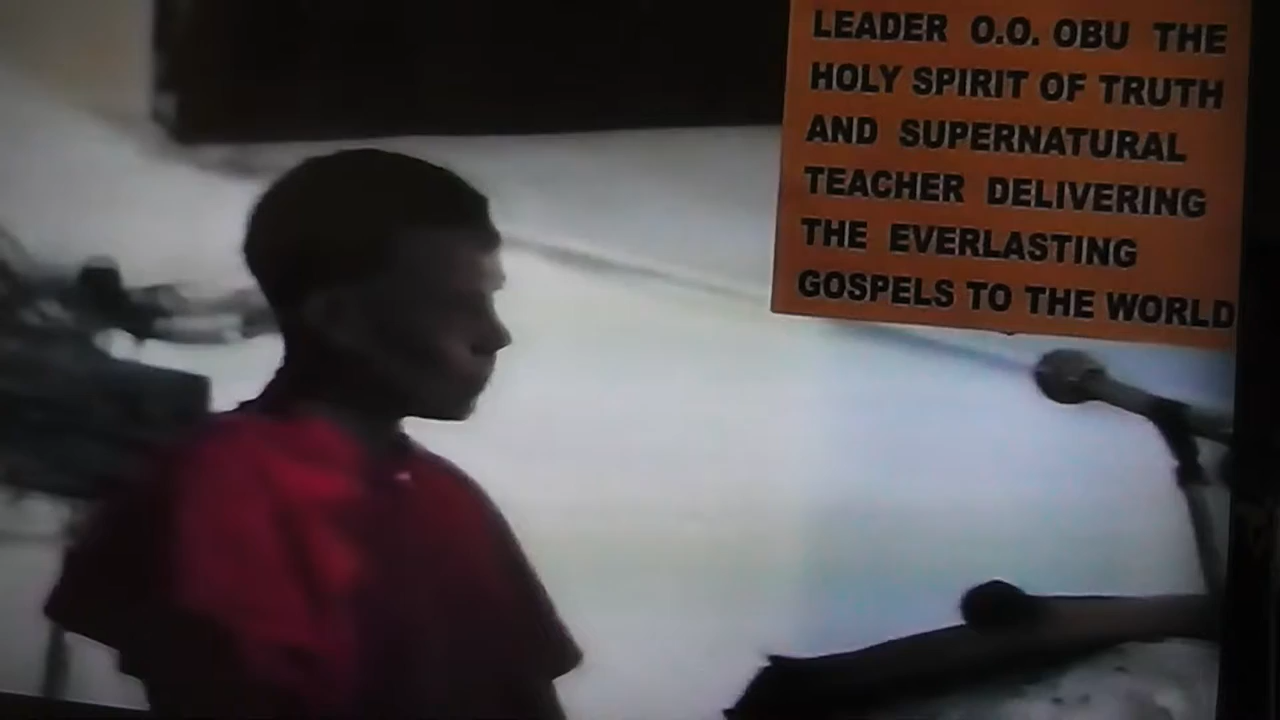 LEADER O.O. OBU THE
HOLY SPIRIT OF TRUTH
AND SUPERNATURAL
TEACHER DELIVERING
THE EVERLASTING
GOSPELS TO THE WORLD